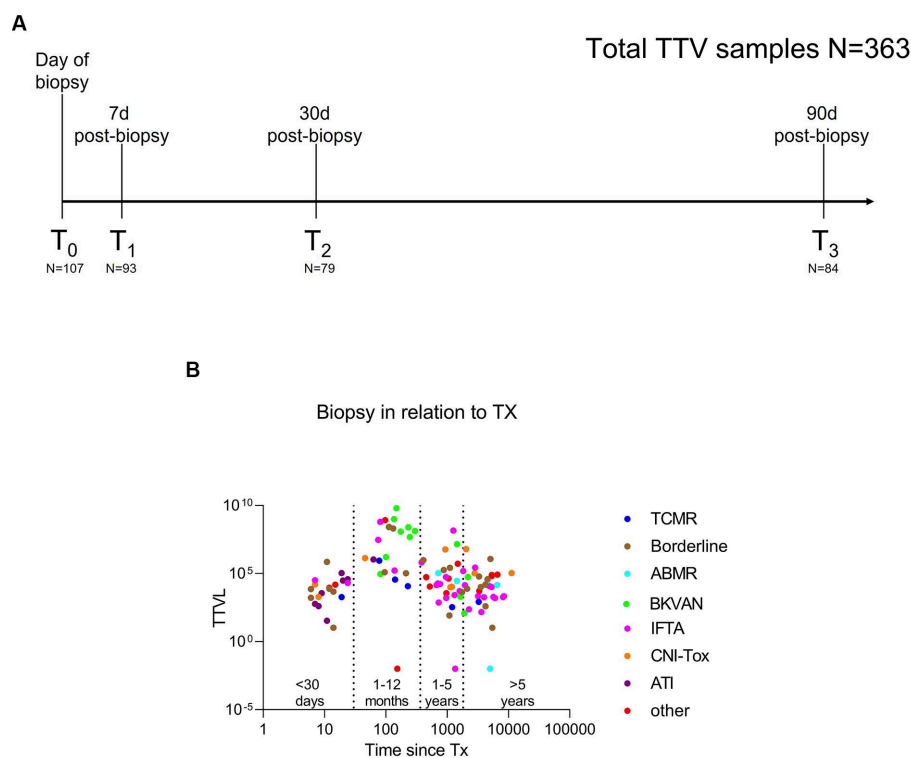 A
Total TTV samples N=363
Day of
biopsy
7d
post-biopsy
30d
post-biopsy
90d
post-biopsy
T0
N=107
T1
N=93
T2
N=79
T3
N=84
B
Biopsy in relation to TX
TTVL
10^10
10^5
10^0
10^-5
<30
days
1-12
months
1-5
years
>5
years
1 10 100 1000 10000 100000
Time since Tx
TCMR
Borderline
ABMR
BKVAN
IFTA
CNI-Tox
ATI
other